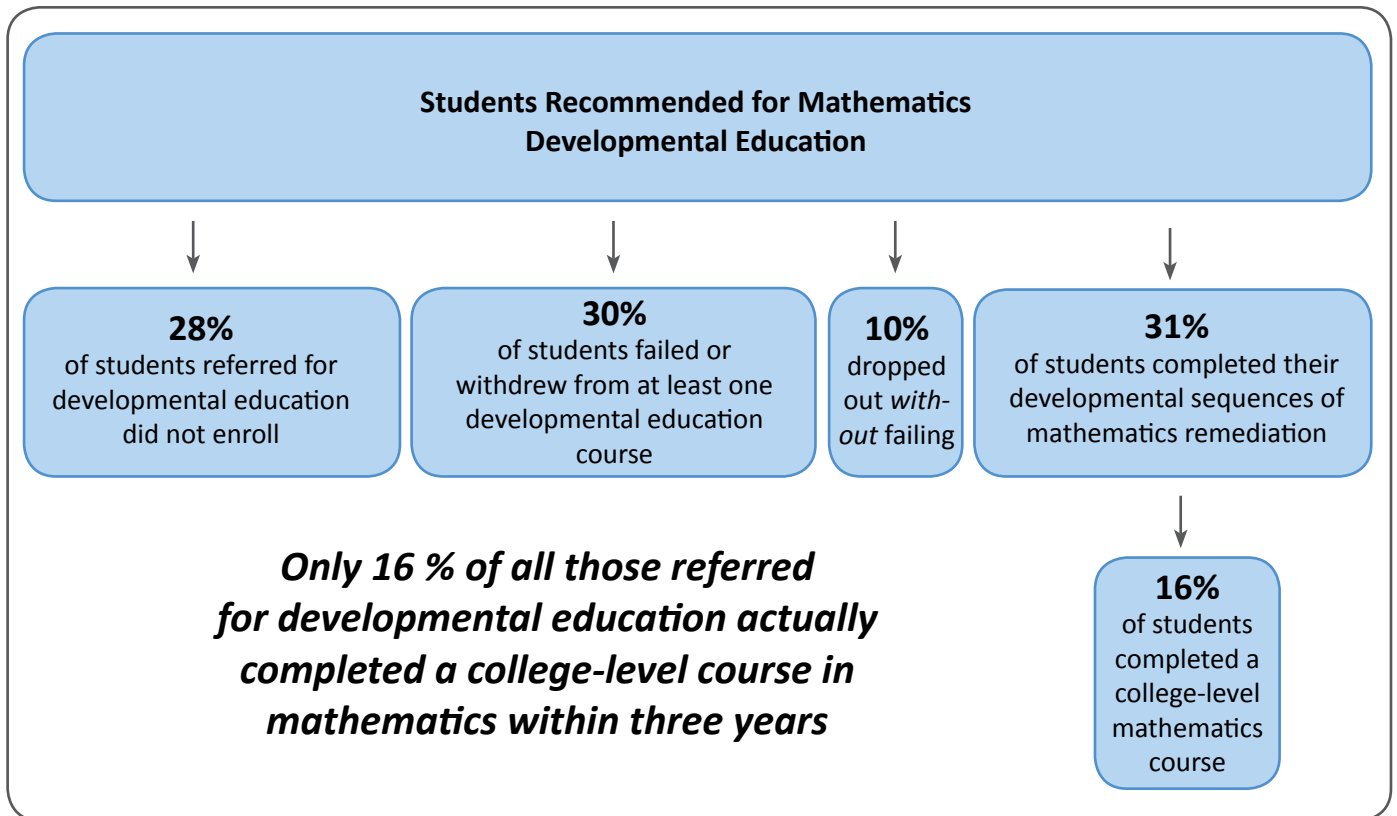 Students Recommended for Mathematics
Developmental Education
28%
of students referred for
developmental education
did not enroll
30%
of students failed or
withdrew from at least one
developmental education
course
10%
dropped
out with-
out failing
31%
of students completed their
developmental sequences of
mathematics remediation
Only 16 % of all those referred
for developmental education actually
completed a college-level course in
mathematics within three years
16%
of students
completed a
college-level
mathematics
course